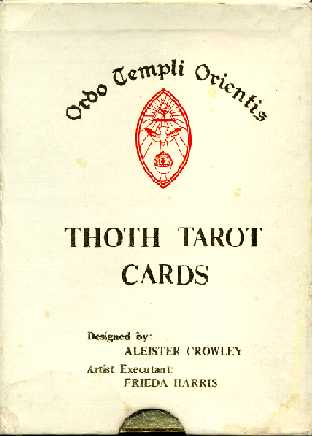 Ordo Templi Orientis
THOTH TAROT
CARDS
Designed by:
ALEISTER CROWLEY
Artist Executant:
FRIEDA HARRIS